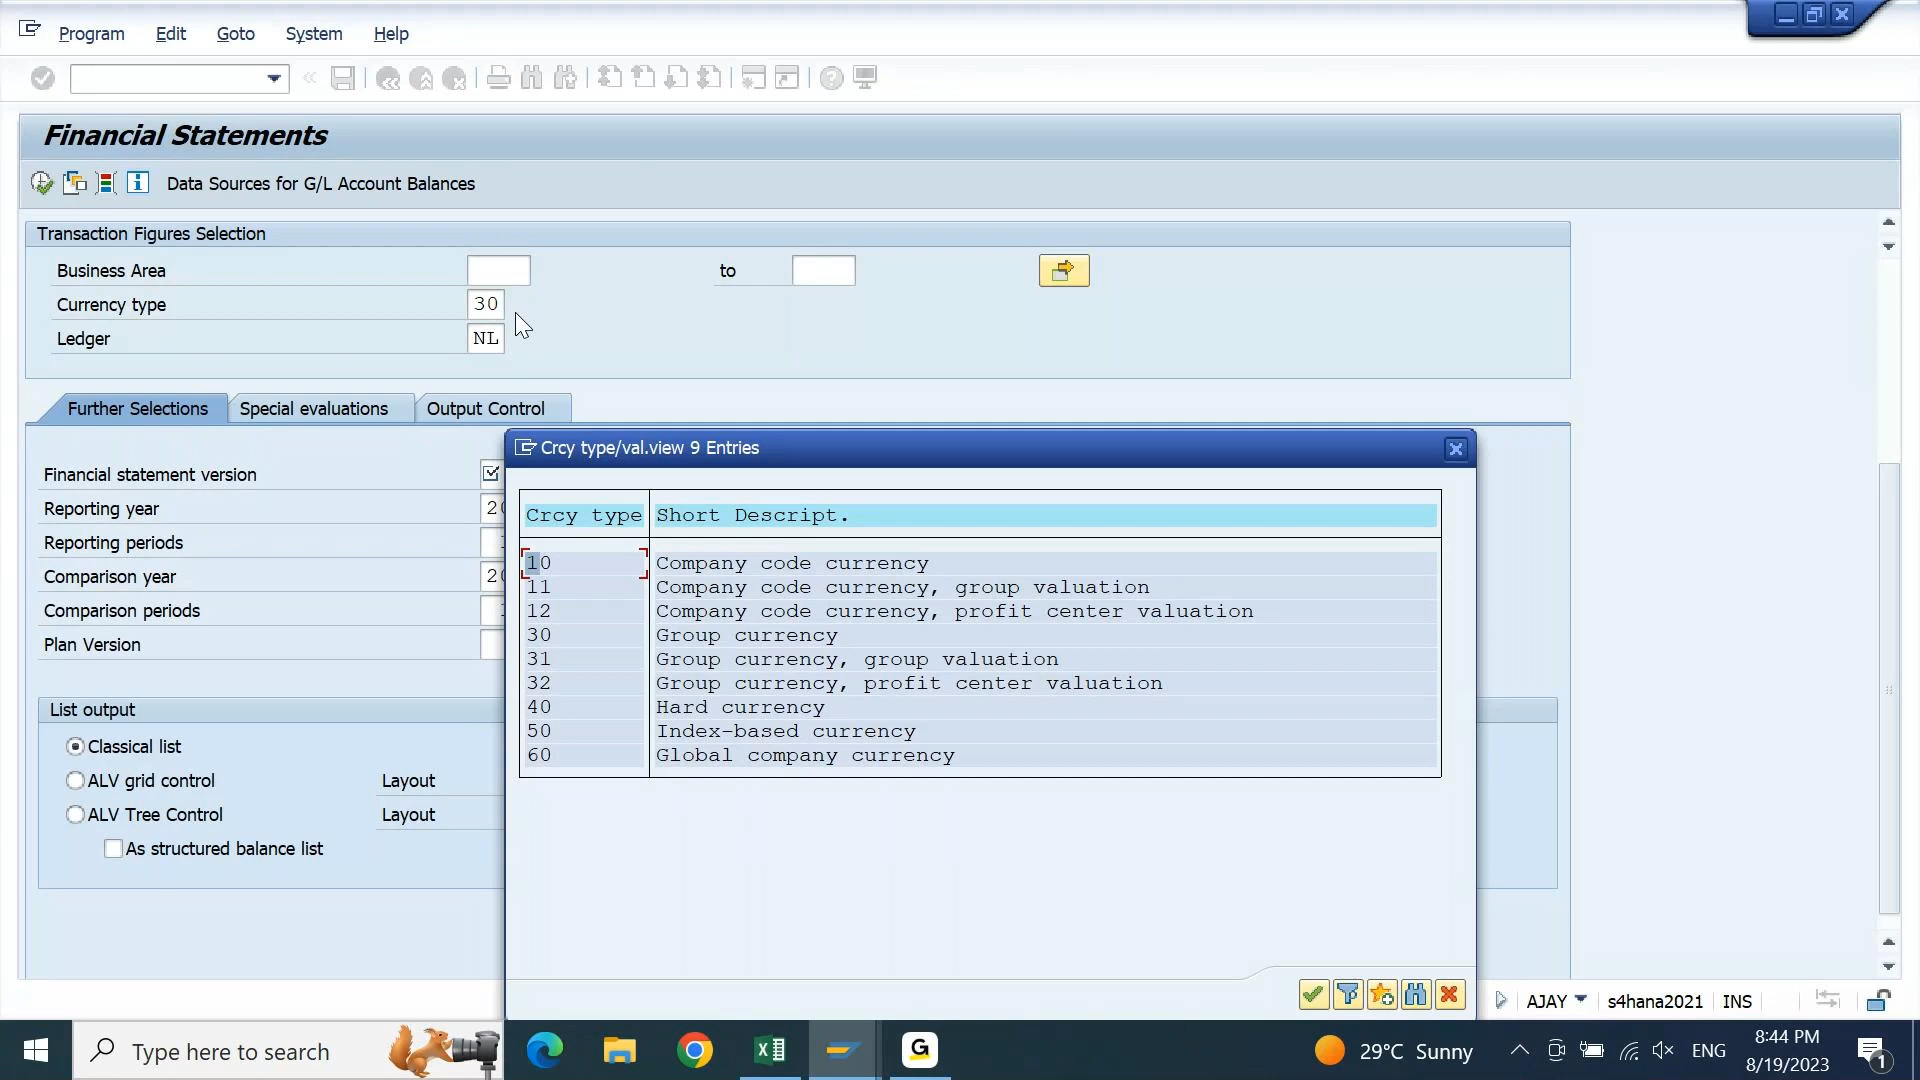 Program Edit Goto System Help
Financial Statements
Data Sources for G/L Account Balances
Transaction Figures Selection
Business Area to
Currency type 30
Ledger NL
Further Selections Special evaluations Output Control
Crcy type/val.view 9 Entries
Financial statement version
Reporting year 20
Reporting periods 1
Comparison year 20
Comparison periods 1
Plan Version
Crcy type Short Descript.
10 Company code currency
11 Company code currency, group valuation
12 Company code currency, profit center valuation
30 Group currency
31 Group currency, group valuation
32 Group currency, profit center valuation
40 Hard currency
50 Index-based currency
60 Global company currency
List output
Classical list
ALV grid control Layout
ALV Tree Control Layout
As structured balance list
AJAY s4hana2021 INS
Type here to search
G
29°C Sunny
ENG
8:44 PM
8/19/2023
1